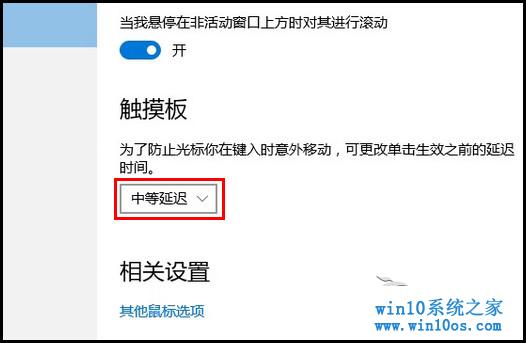 当我悬停在非活动窗口上方时对其进行滚动
开
触摸板
为了防止光标你在键入时意外移动，可更改单击生效之前的延迟
时间。
中等延迟
相关设置
其他鼠标选项
win10系统之家
www.win10os.com